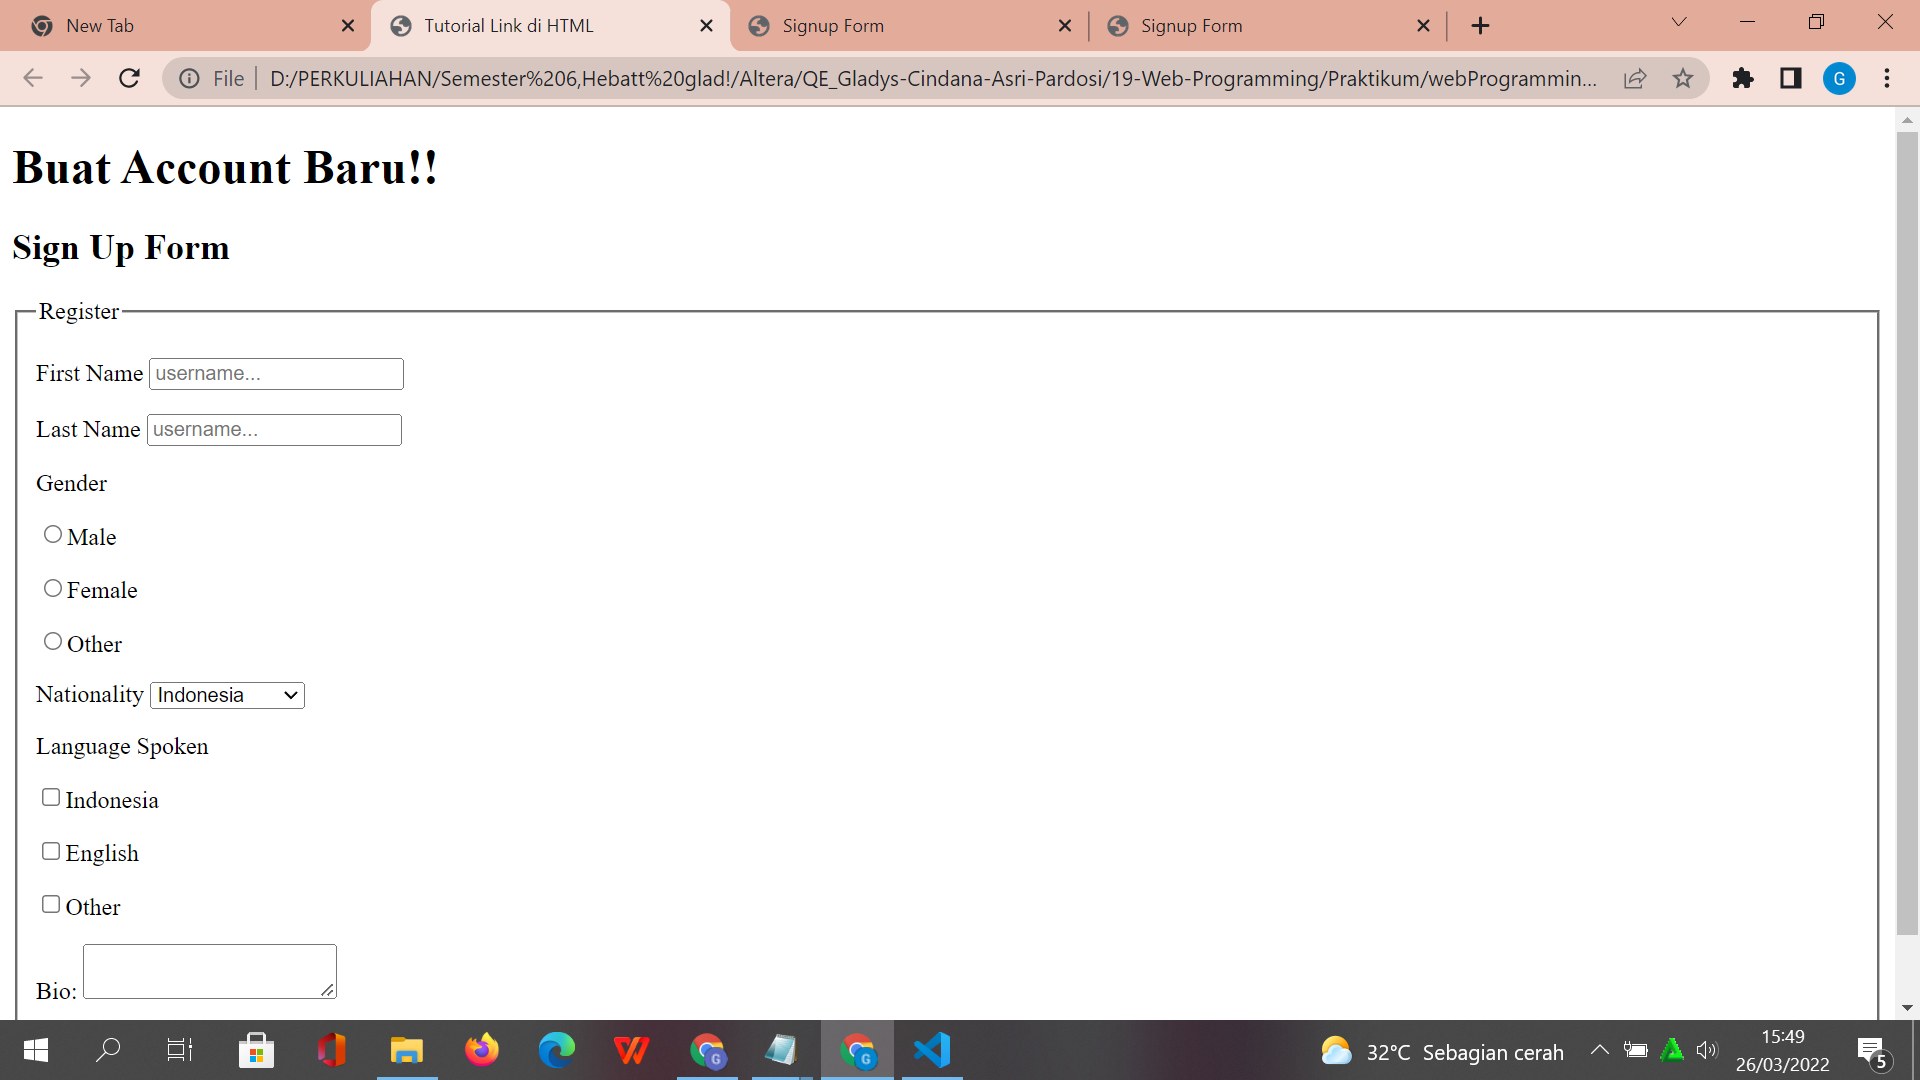 New Tab
Tutorial Link di HTML
Signup Form
Signup Form
File
D:/PERKULIAHAN/Semester%206,Hebatt%20glad!/Altera/QE_Gladys-Cindana-Asri-Pardosi/19-Web-Programming/Praktikum/webProgrammin...
G
Buat Account Baru!!
Sign Up Form
Register
First Name username...
Last Name username...
Gender
Male
Female
Other
Nationality Indonesia
Language Spoken
Indonesia
English
Other
Bio:
G
G
32°C Sebagian cerah
15:49
26/03/2022
5